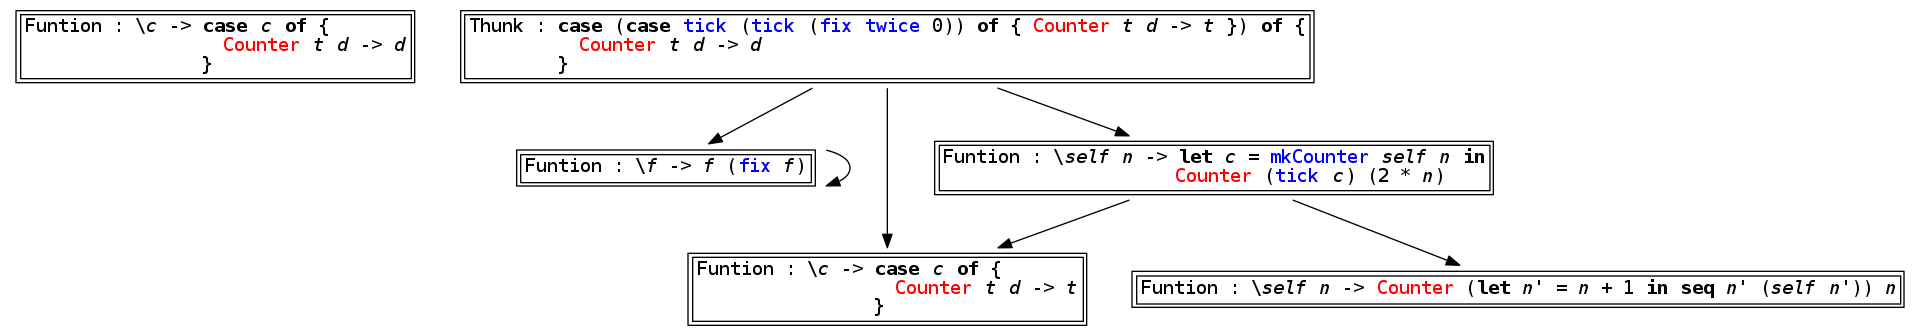 Funtion : \c -> case c of {
Counter t d -> d
}
Thunk : case (case tick (tick (fix twice 0)) of { Counter t d -> t }) of {
Counter t d -> d
}
Funtion : \f -> f (fix f)
Funtion : \self n -> let c = mkCounter self n in
Counter (tick c) (2 * n)
Funtion : \c -> case c of {
Counter t d -> t
}
Funtion : \self n -> Counter (let n' = n + 1 in seq n' (self n')) n